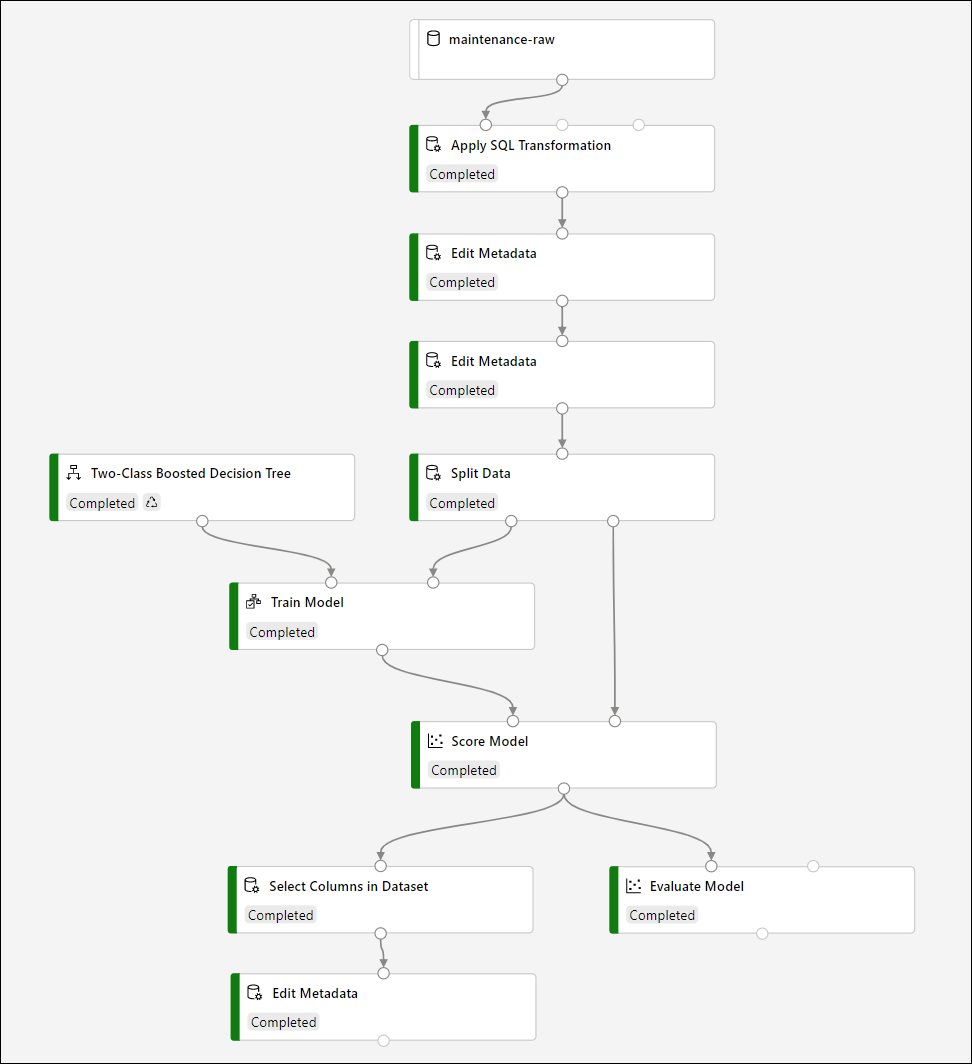 maintenance-raw
Apply SQL Transformation
Completed
Edit Metadata
Completed
Edit Metadata
Completed
Two-Class Boosted Decision Tree
Completed
Split Data
Completed
Train Model
Completed
Score Model
Completed
Select Columns in Dataset
Completed
Evaluate Model
Completed
Edit Metadata
Completed